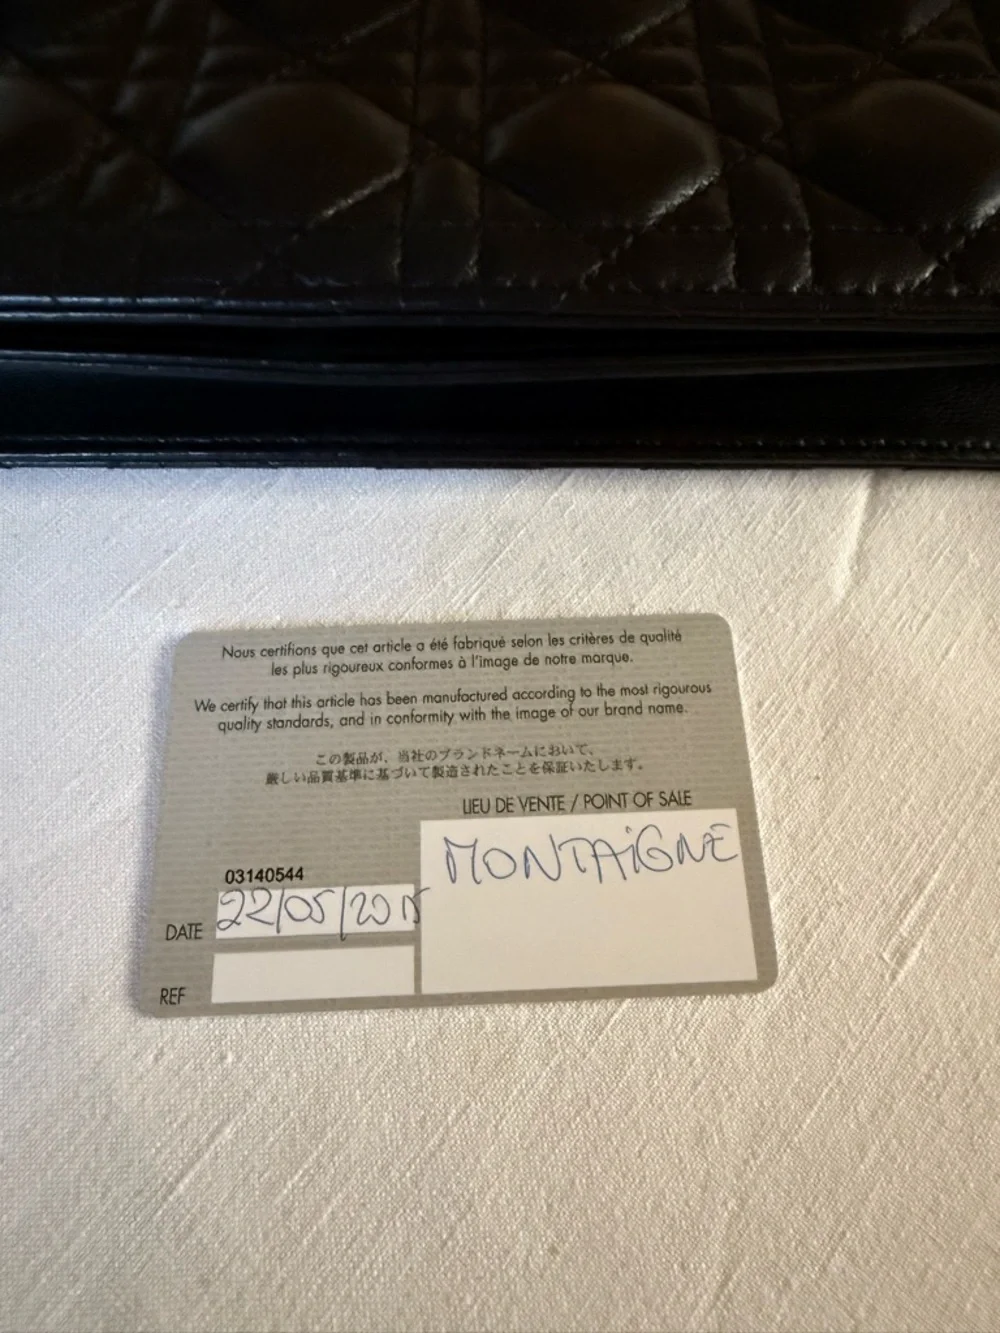 Nous certifions que cet article a été fabriqué selon les critères de qualité
les plus rigoureux conformes à l'image de notre marque.
We certify that this article has been manufactured according to the most rigourous
quality standards, and in conformity with the image of our brand name.
この製品が、当社のブランドネームにおいて、
厳しい品質基準に基づいて製造されたことを保証いたします。
LIEU DE VENTE / POINT OF SALE
MONTAIGNE
03140544
DATE 22/05/2015
REF